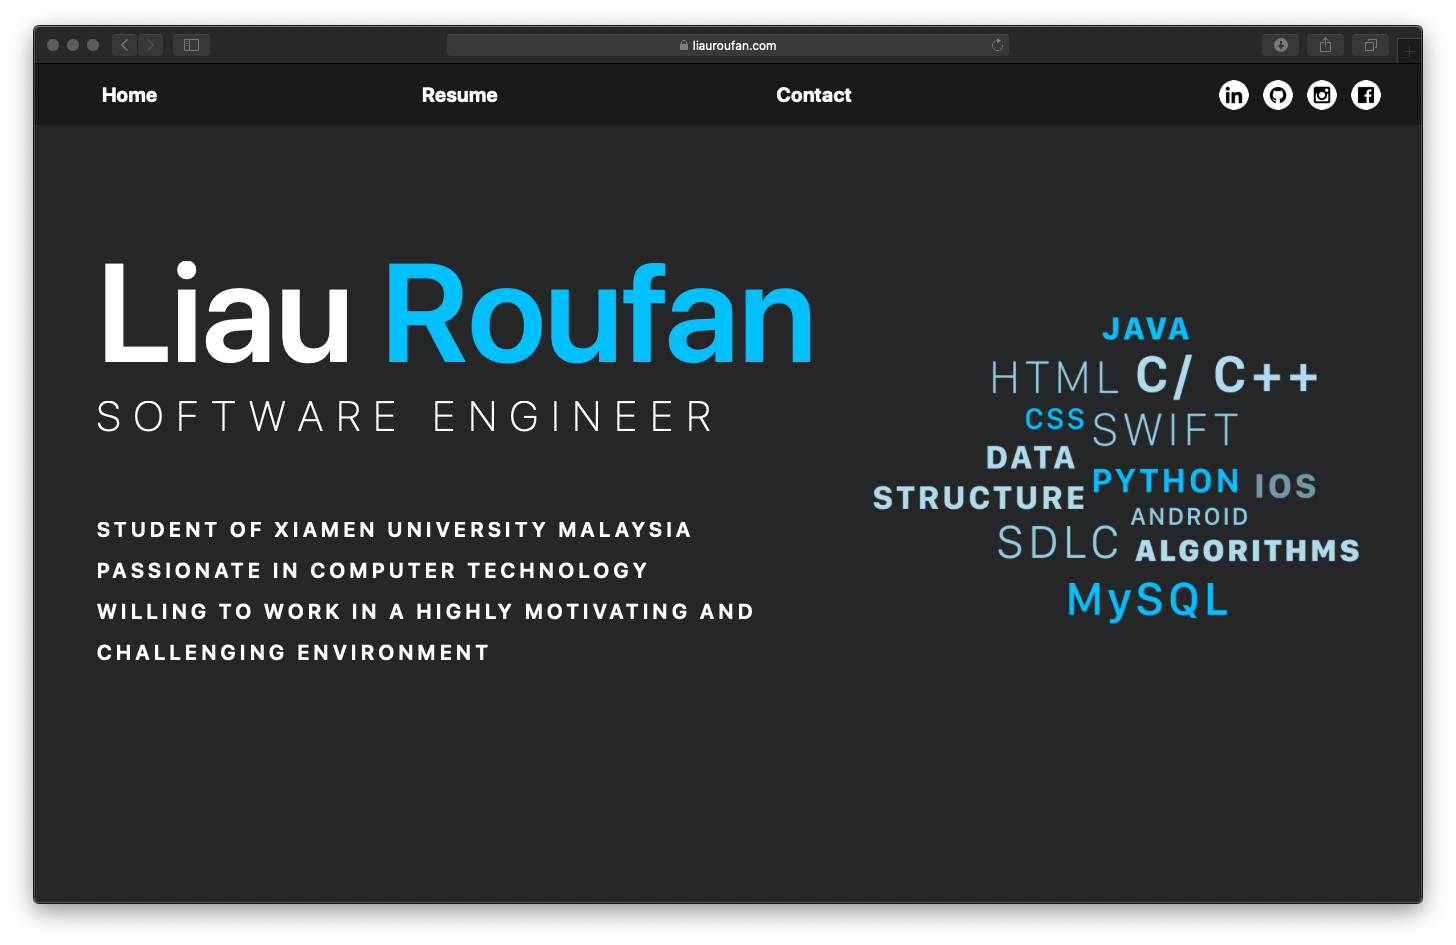 liauroufan.com
Home Resume Contact
Liau Roufan
SOFTWARE ENGINEER
STUDENT OF XIAMEN UNIVERSITY MALAYSIA
PASSIONATE IN COMPUTER TECHNOLOGY
WILLING TO WORK IN A HIGHLY MOTIVATING AND
CHALLENGING ENVIRONMENT
JAVA
HTML C/ C++
CSS SWIFT
DATA
STRUCTURE PYTHON IOS
ANDROID
SDLC ALGORITHMS
MySQL